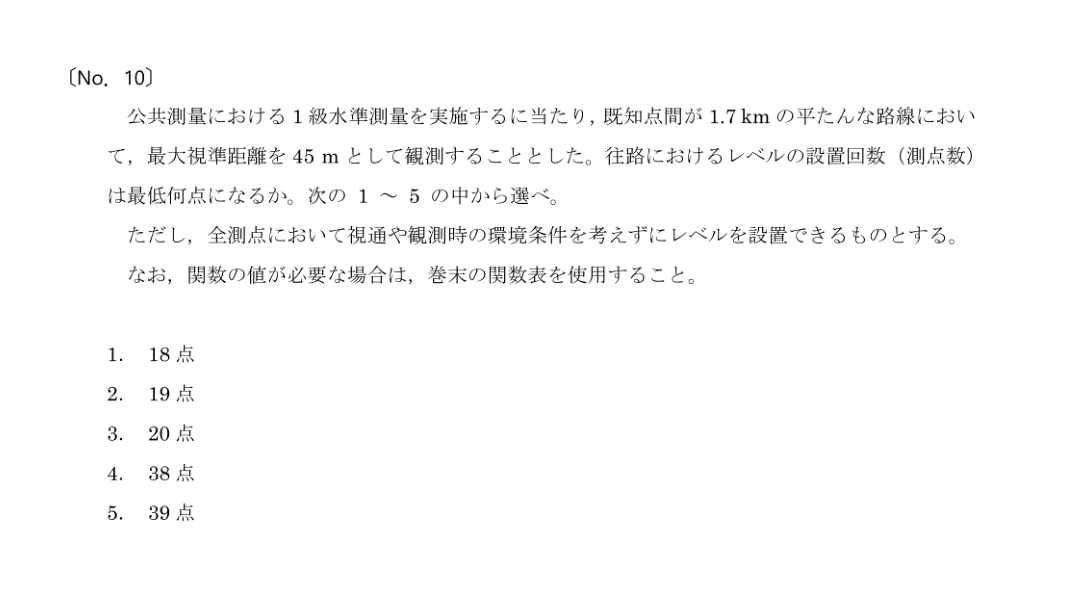 〔No. 10〕
公共測量における 1 級水準測量を実施するに当たり，既知点間が 1.7 km の平たんな路線におい
て，最大視準距離を 45 m として観測することとした。往路におけるレベルの設置回数（測点数）
は最低何点になるか。次の 1 ～ 5 の中から選べ。
ただし，全測点において視通や観測時の環境条件を考えずにレベルを設置できるものとする。
なお，関数の値が必要な場合は，巻末の関数表を使用すること。
1. 18 点
2. 19 点
3. 20 点
4. 38 点
5. 39 点